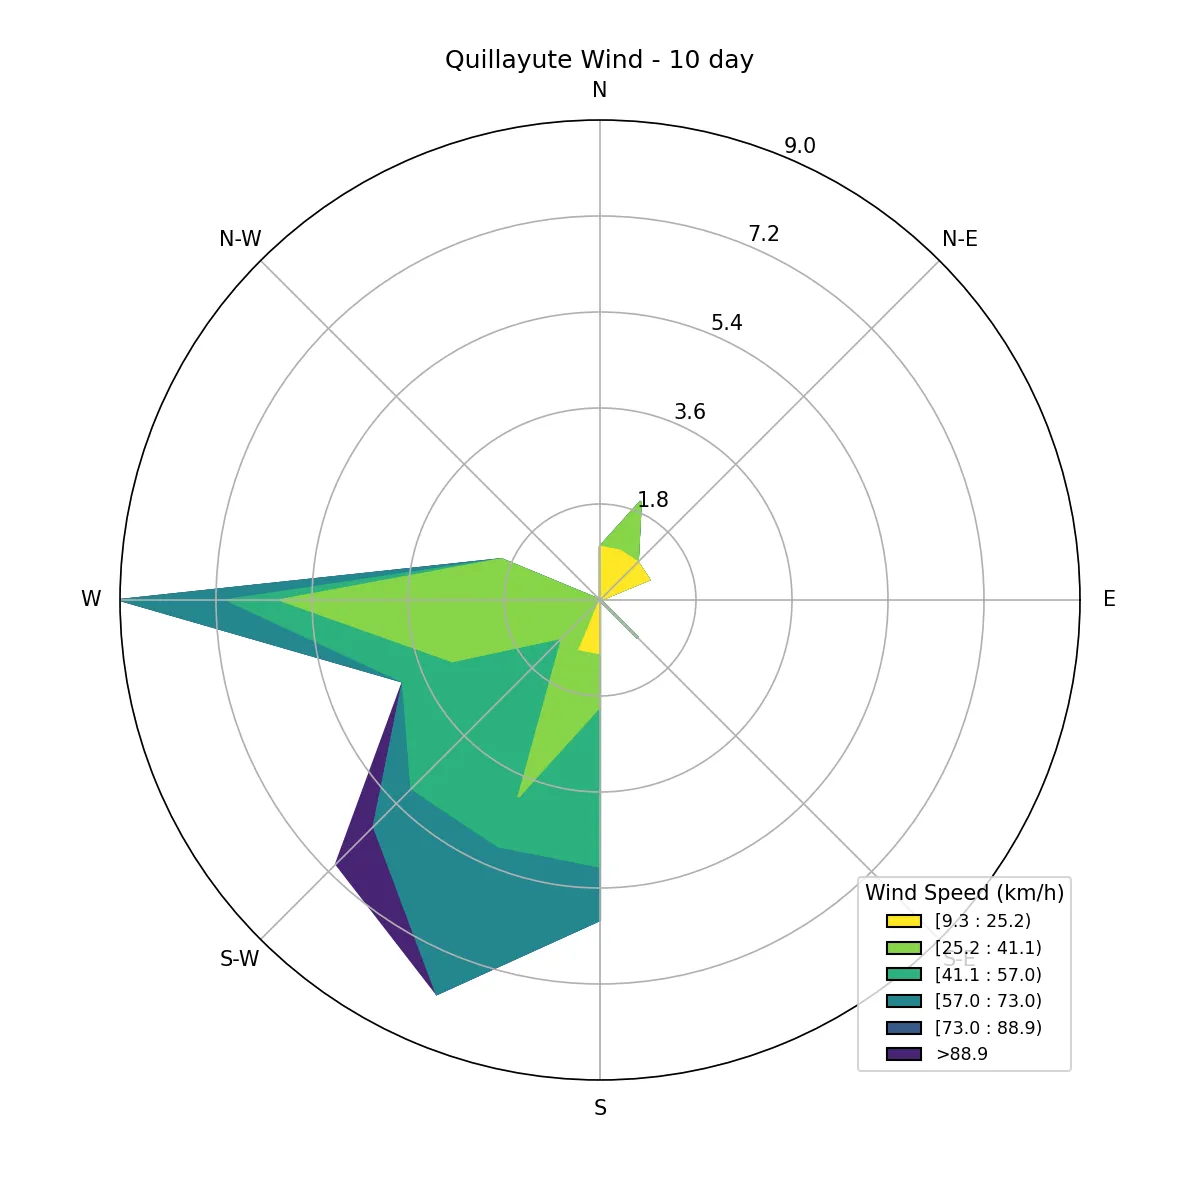 Quillayute Wind - 10 day
N
9.0
N-W
N-E
7.2
5.4
3.6
1.8
W
E
S-W
S-E
S
Wind Speed (km/h)
[9.3 : 25.2)
[25.2 : 41.1)
[41.1 : 57.0)
[57.0 : 73.0)
[73.0 : 88.9)
>88.9